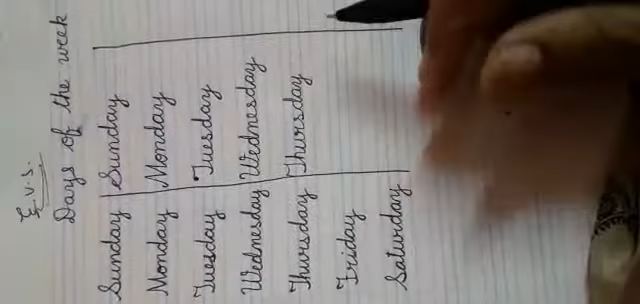 E.V.S.
Days of the week
Sunday Sunday
Monday Monday
Tuesday Tuesday
Wednesday Wednesday
Thursday Thursday
Friday
Saturday